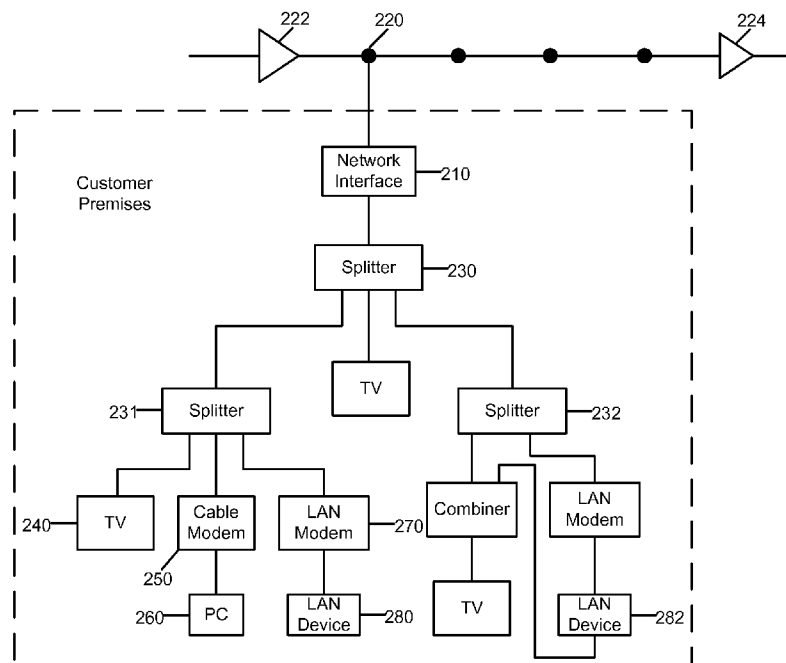 222
220
224
Customer
Premises
Network
Interface
210
Splitter
230
TV
231
Splitter
Splitter
232
240
TV
Cable
Modem
250
LAN
Modem
270
Combiner
LAN
Modem
260
PC
LAN
Device
280
TV
LAN
Device
282